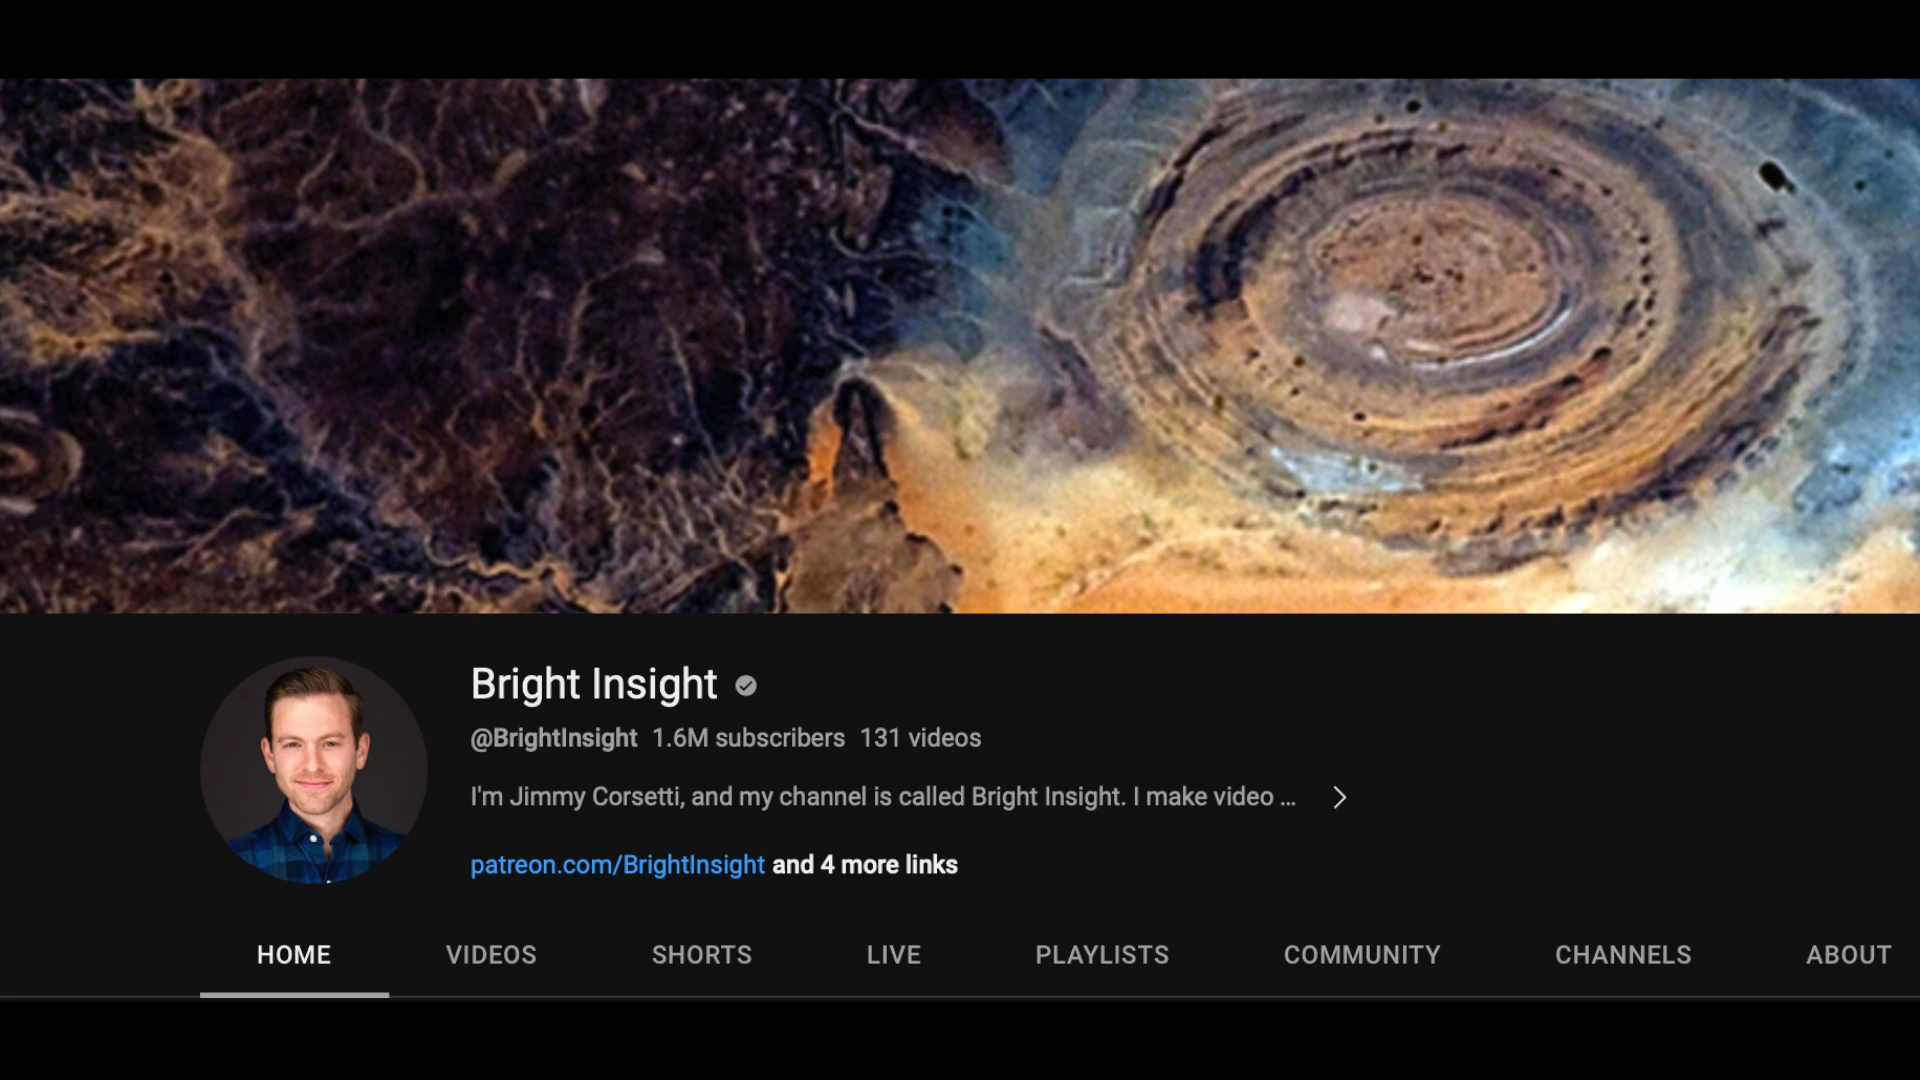 Bright Insight
@BrightInsight 1.6M subscribers 131 videos
I'm Jimmy Corsetti, and my channel is called Bright Insight. I make video ...
patreon.com/BrightInsight and 4 more links
HOME VIDEOS SHORTS LIVE PLAYLISTS COMMUNITY CHANNELS ABOUT